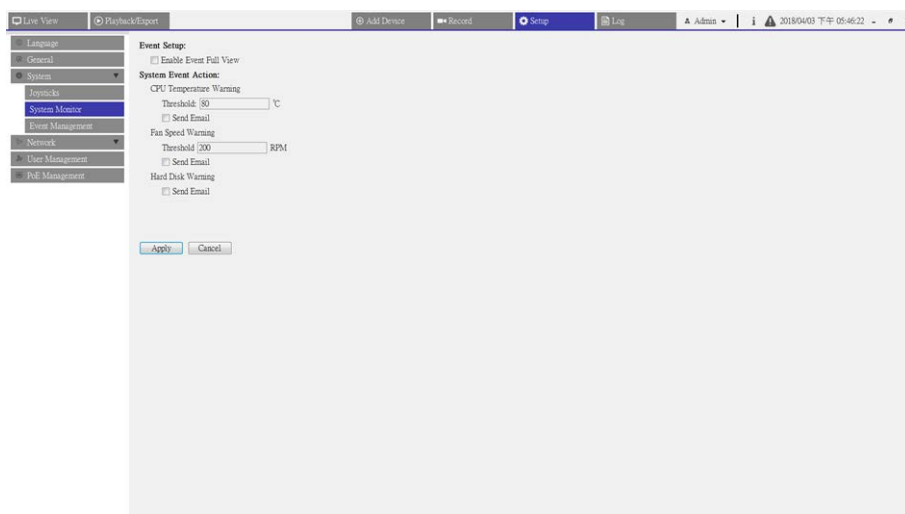 Live View
Playback/Export
Add Device
Record
Setup
Log
Admin
i
2018/04/03 下午 05:46:22
Language
General
System
Joysticks
System Monitor
Event Management
Network
User Management
PoE Management
Event Setup:
Enable Event Full View
System Event Action:
CPU Temperature Warning
Threshold: 80 ℃
Send Email
Fan Speed Warning
Threshold 200 RPM
Send Email
Hard Disk Warning
Send Email
Apply Cancel